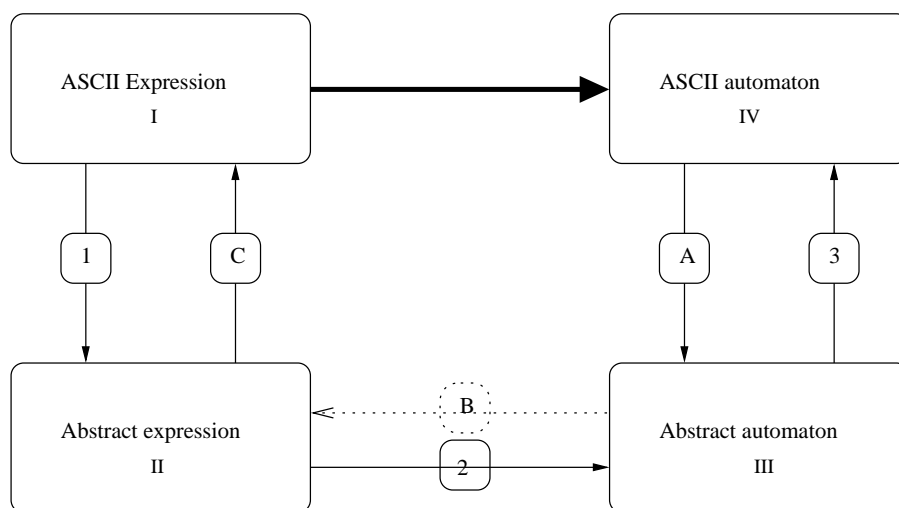 ASCII Expression
I
ASCII automaton
IV
1
C
A
3
Abstract expression
II
B
2
Abstract automaton
III